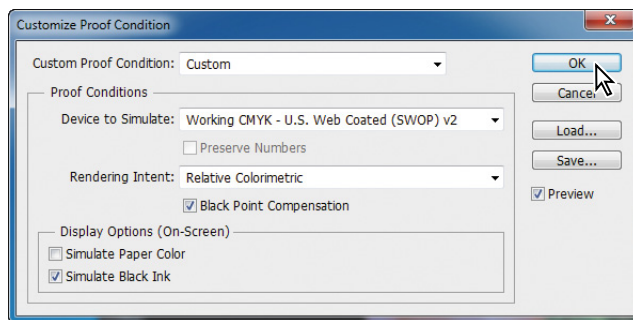 Customize Proof Condition
Custom Proof Condition: Custom
OK
Proof Conditions
Cancel
Device to Simulate: Working CMYK - U.S. Web Coated (SWOP) v2
Preserve Numbers
Load...
Save...
Rendering Intent: Relative Colorimetric
Preview
Black Point Compensation
Display Options (On-Screen)
Simulate Paper Color
Simulate Black Ink